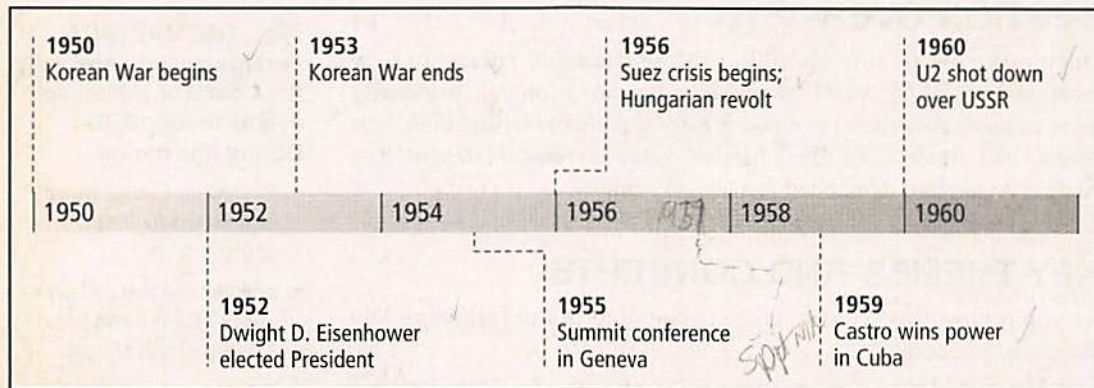 1950
Korean War begins
1953
Korean War ends
1956
Suez crisis begins;
Hungarian revolt
1960
U2 shot down
over USSR
1950 1952 1954 1956 1957 1958 1960
1952
Dwight D. Eisenhower
elected President
1955
Summit conference
in Geneva
Sputnik
1959
Castro wins power
in Cuba